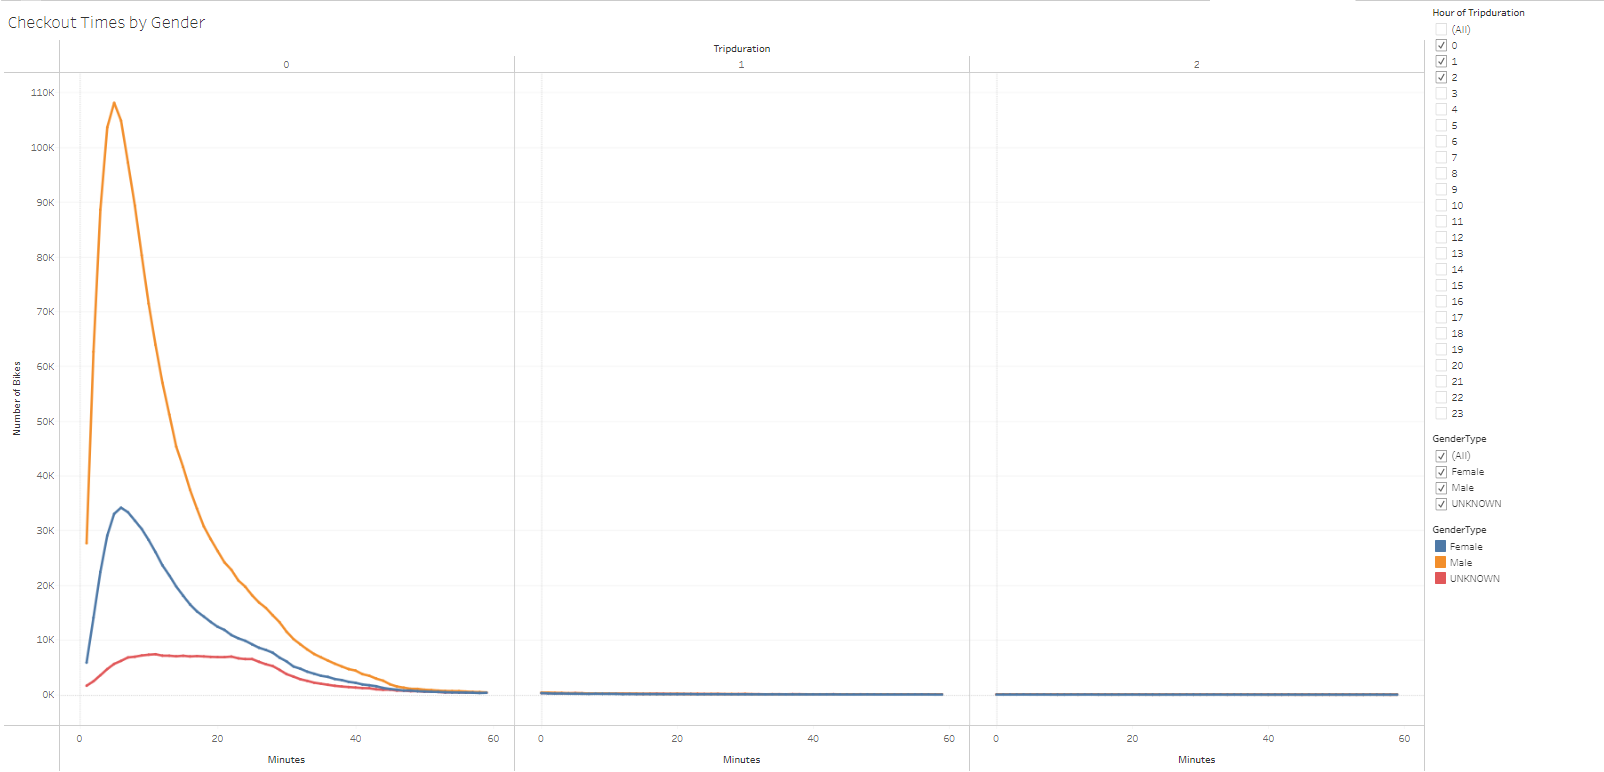 Checkout Times by Gender
Tripduration
0 1 2
110K
100K
90K
80K
70K
60K
50K
40K
30K
20K
10K
0K
Number of Bikes
0 20 40 60 0 20 40 60 0 20 40 60
Minutes Minutes Minutes
Hour of Tripduration
(All)
0
1
2
3
4
5
6
7
8
9
10
11
12
13
14
15
16
17
18
19
20
21
22
23
GenderType
(All)
Female
Male
UNKNOWN
GenderType
Female
Male
UNKNOWN